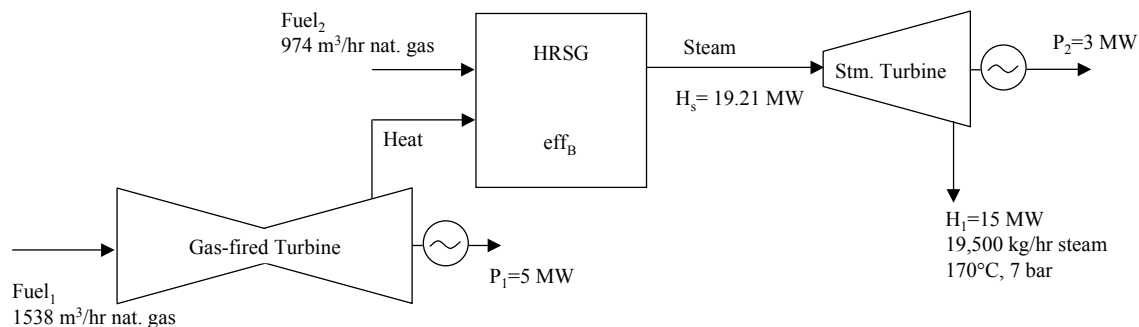 Fuel₂
974 m³/hr nat. gas
HRSG
eff_B
Heat
Steam
H_s= 19.21 MW
Stm. Turbine
P₂=3 MW
H₁=15 MW
19,500 kg/hr steam
170°C, 7 bar
Gas-fired Turbine
P₁=5 MW
Fuel₁
1538 m³/hr nat. gas